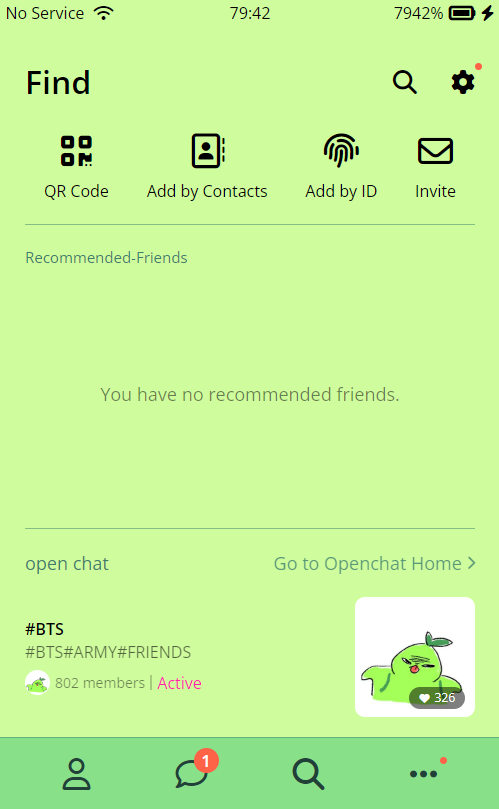 No Service 79:42 7942%
Find
QR Code Add by Contacts Add by ID Invite
Recommended-Friends
You have no recommended friends.
open chat Go to Openchat Home
#BTS
#BTS#ARMY#FRIENDS
802 members | Active
326
1